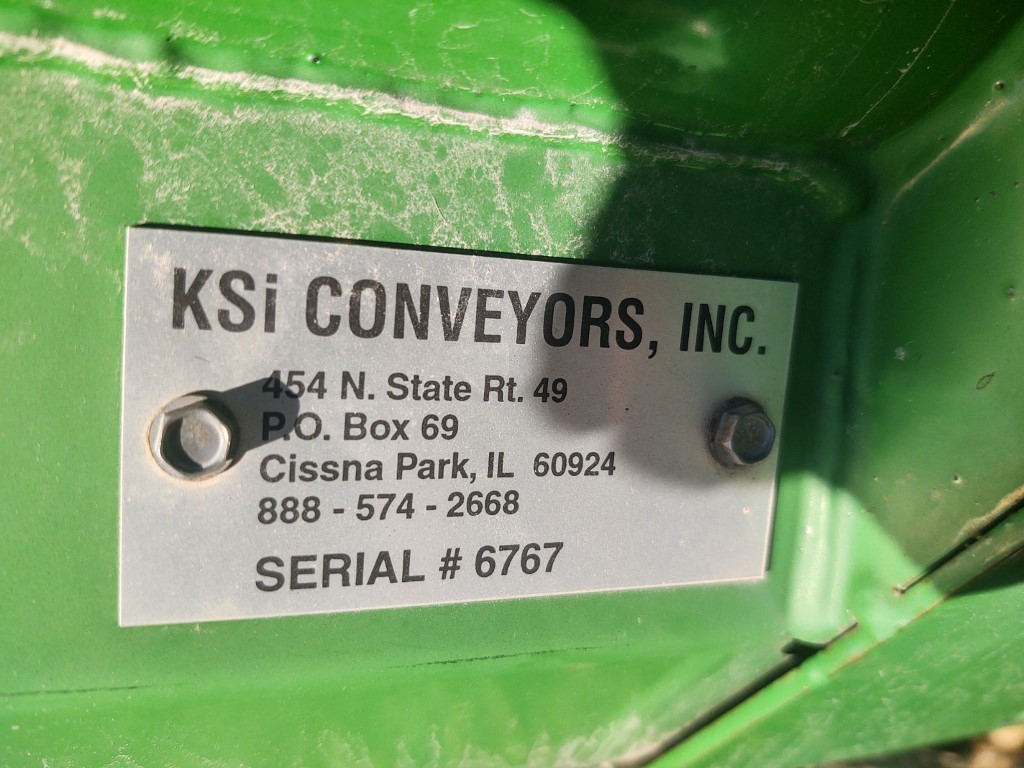 KSi CONVEYORS, INC.
454 N. State Rt. 49
P.O. Box 69
Cissna Park, IL 60924
888 - 574 - 2668
SERIAL # 6767